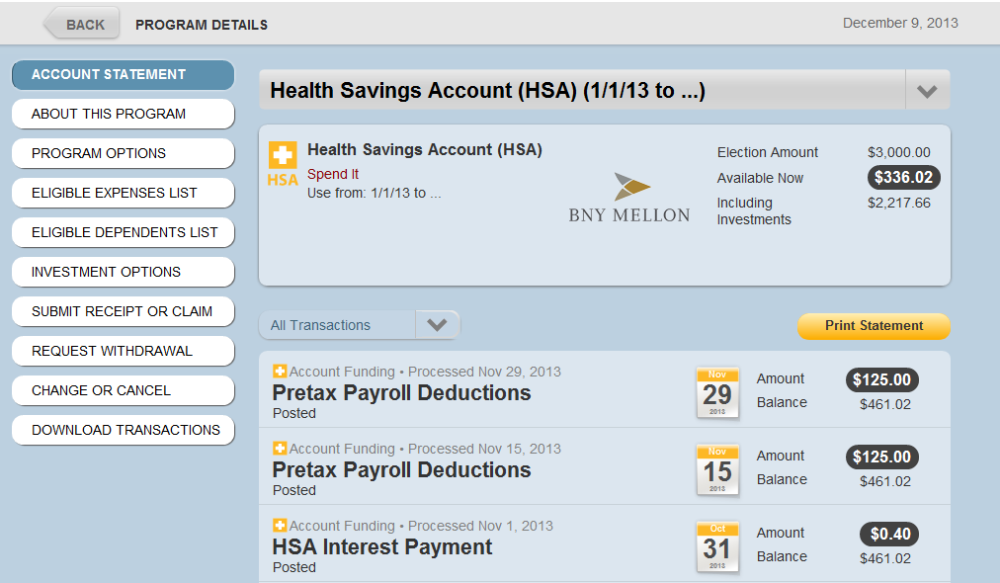 BACK
PROGRAM DETAILS
December 9, 2013
ACCOUNT STATEMENT
ABOUT THIS PROGRAM
PROGRAM OPTIONS
ELIGIBLE EXPENSES LIST
ELIGIBLE DEPENDENTS LIST
INVESTMENT OPTIONS
SUBMIT RECEIPT OR CLAIM
REQUEST WITHDRAWAL
CHANGE OR CANCEL
DOWNLOAD TRANSACTIONS
Health Savings Account (HSA) (1/1/13 to ...)
HSA
Health Savings Account (HSA)
Spend It
Use from: 1/1/13 to ...
BNY MELLON
Election Amount $3,000.00
Available Now $336.02
Including Investments $2,217.66
All Transactions
Print Statement
Account Funding • Processed Nov 29, 2013
Pretax Payroll Deductions
Posted
Nov
29
2013
Amount $125.00
Balance $461.02
Account Funding • Processed Nov 15, 2013
Pretax Payroll Deductions
Posted
Nov
15
2013
Amount $125.00
Balance $461.02
Account Funding • Processed Nov 1, 2013
HSA Interest Payment
Posted
Oct
31
2013
Amount $0.40
Balance $461.02